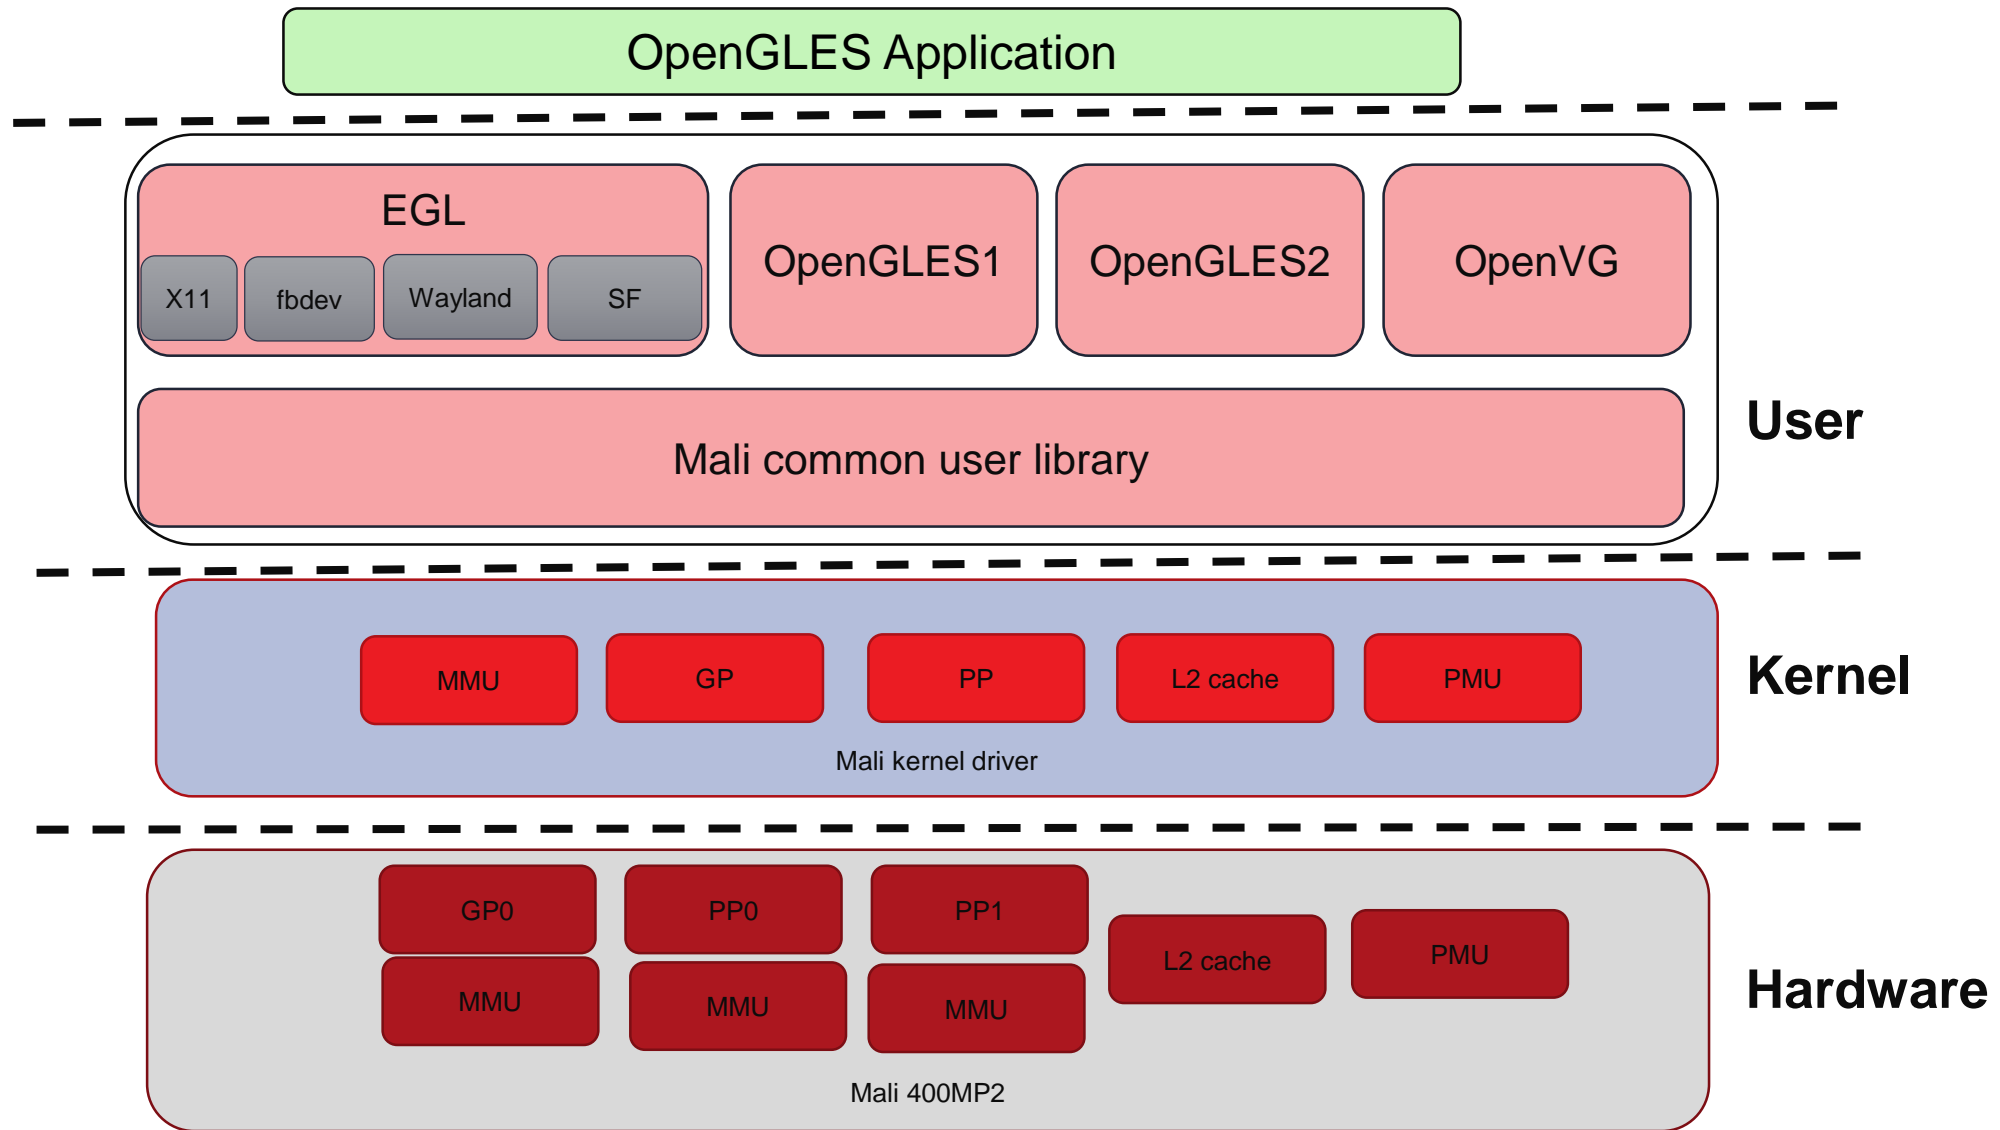 OpenGLES Application
EGL
X11
fbdev
Wayland
SF
OpenGLES1
OpenGLES2
OpenVG
Mali common user library
User
MMU
GP
PP
L2 cache
PMU
Mali kernel driver
Kernel
GP0
PP0
PP1
MMU
MMU
MMU
L2 cache
PMU
Mali 400MP2
Hardware